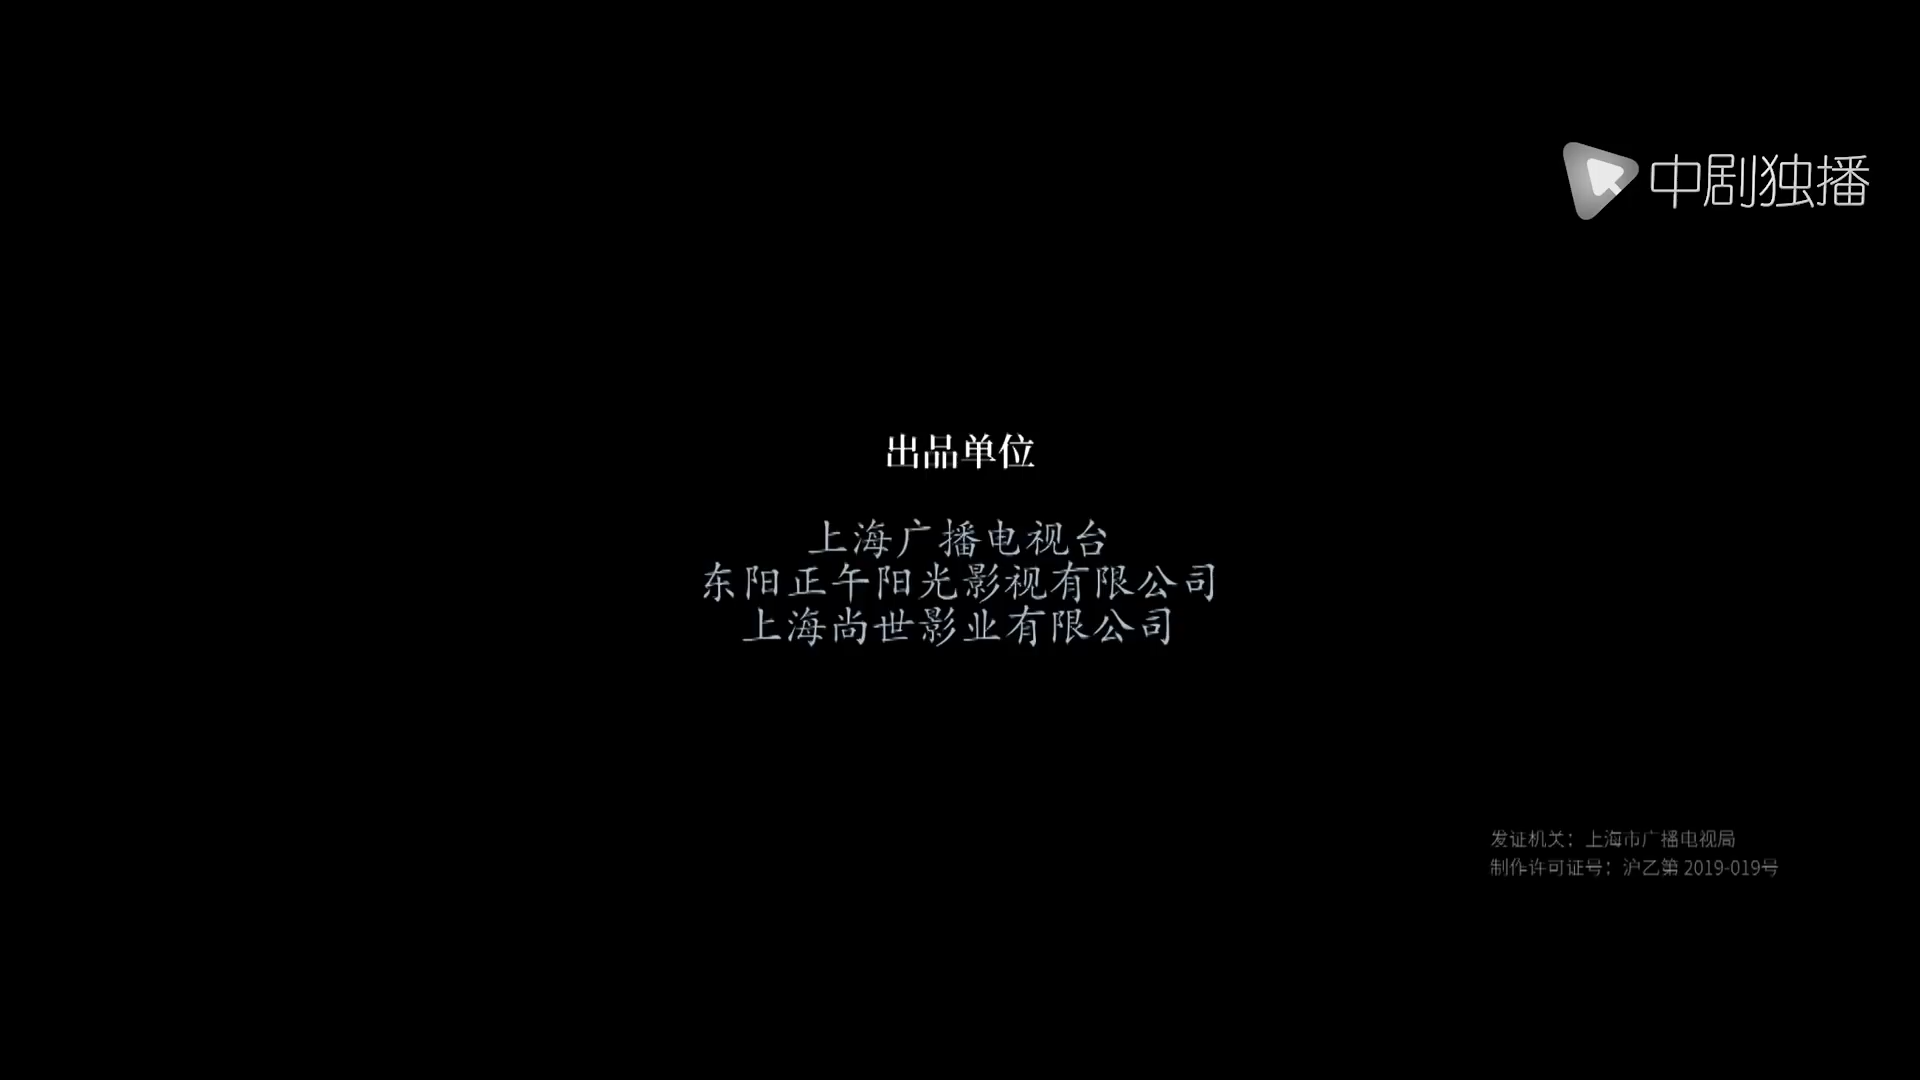 中剧独播
出品单位
上海广播电视台
东阳正午阳光影视有限公司
上海尚世影业有限公司
发证机关：上海市广播电视局
制作许可证号：沪乙第 2019-019号